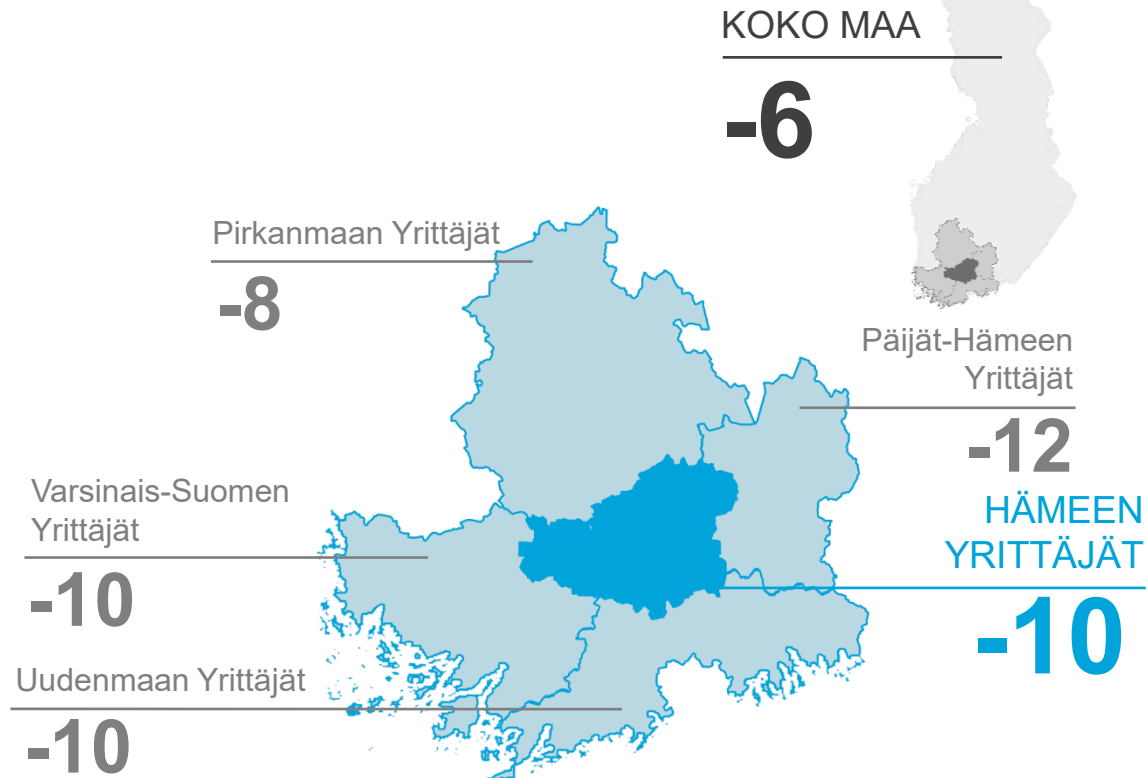 KOKO MAA
-6
Pirkanmaan Yrittäjät
-8
Päijät-Hämeen
Yrittäjät
-12
Varsinais-Suomen
Yrittäjät
-10
HÄMEEN
YRITTÄJÄT
-10
Uudenmaan Yrittäjät
-10